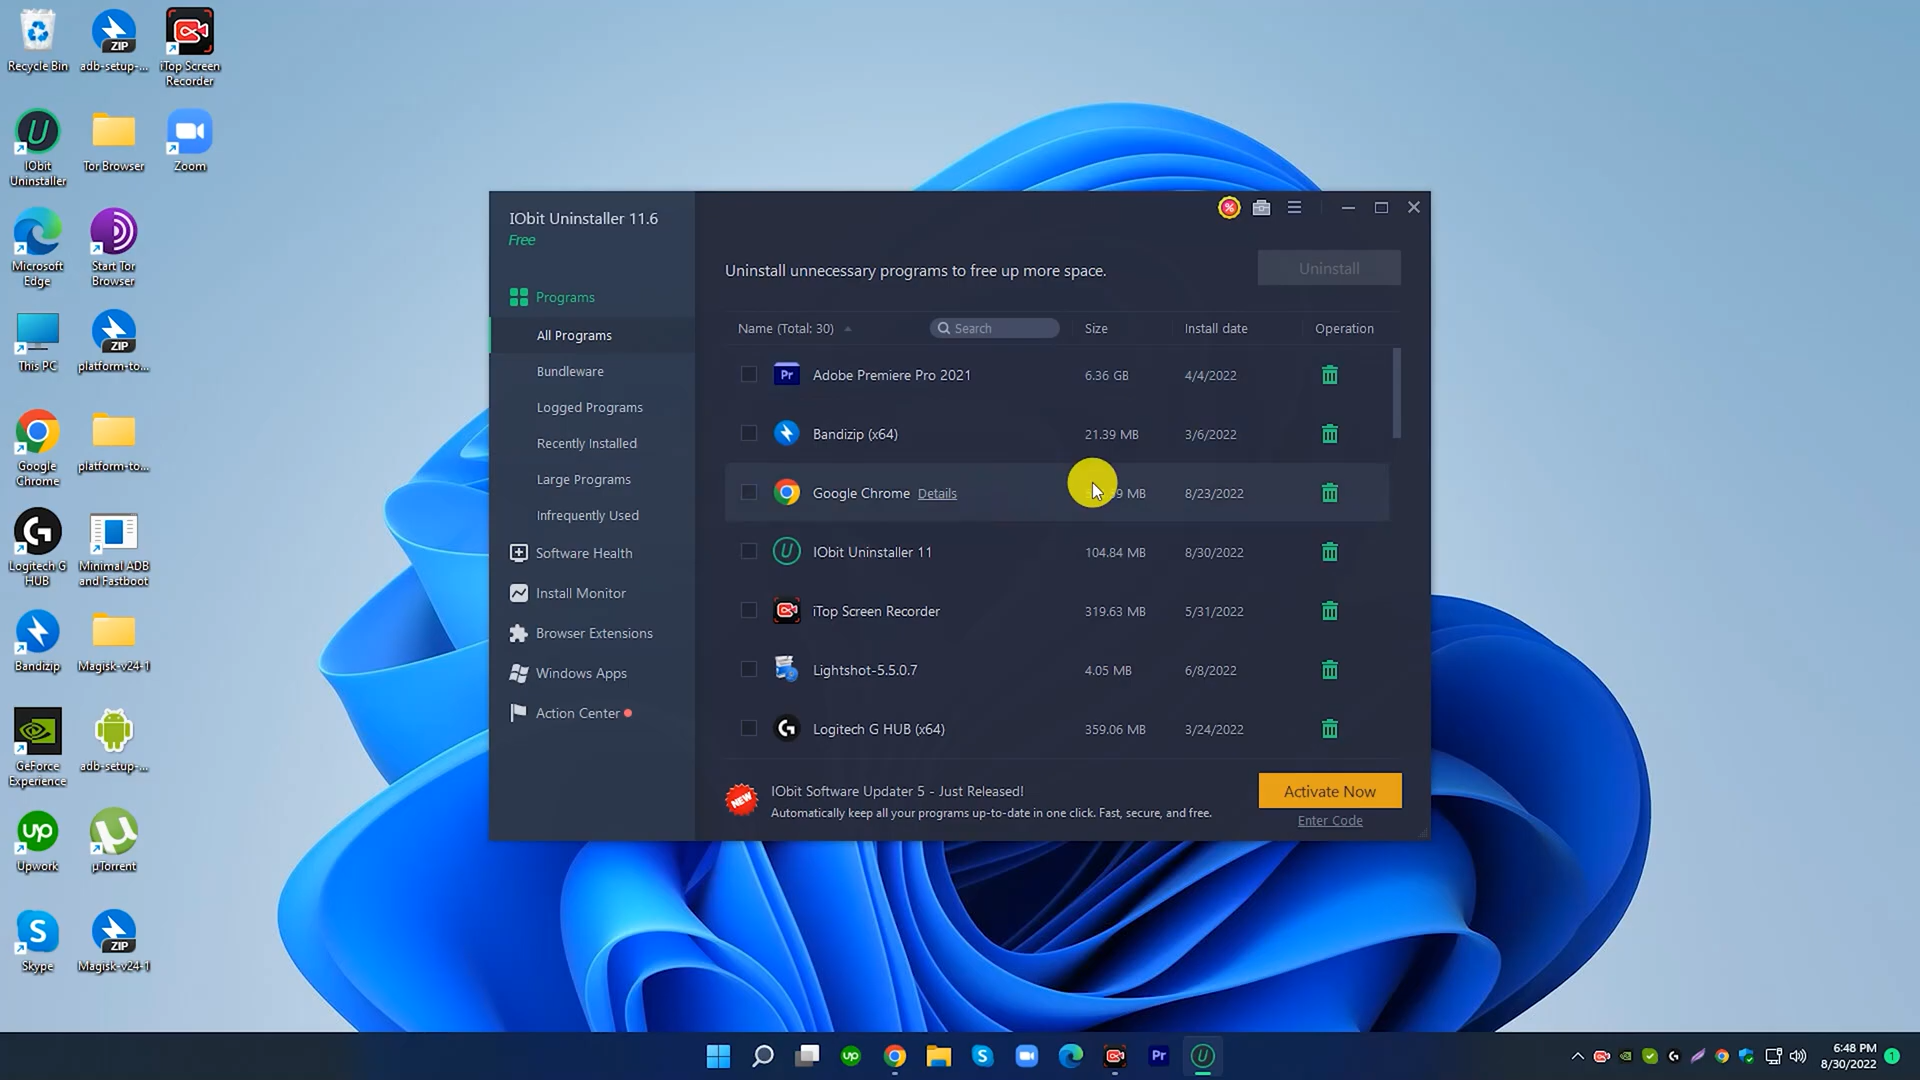 Recycle Bin
adb-setup-...
iTop Screen
Recorder
IObit
Uninstaller
Tor Browser
Zoom
Microsoft
Edge
Start Tor
Browser
This PC
platform-to...
Google
Chrome
platform-to...
Logitech G
HUB
Minimal ADB
and Fastboot
Bandizip
Magisk-v24-1
GeForce
Experience
adb-setup-...
Upwork
µTorrent
Skype
Magisk-v24-1
ZIP
ZIP
ZIP
IObit Uninstaller 11.6
Free
Programs
All Programs
Bundleware
Logged Programs
Recently Installed
Large Programs
Infrequently Used
Software Health
Install Monitor
Browser Extensions
Windows Apps
Action Center
Uninstall unnecessary programs to free up more space.
Uninstall
Name (Total: 30) Search Size Install date Operation
Pr Adobe Premiere Pro 2021 6.36 GB 4/4/2022
Bandizip (x64) 21.39 MB 3/6/2022
Google Chrome Details MB 8/23/2022
IObit Uninstaller 11 104.84 MB 8/30/2022
iTop Screen Recorder 319.63 MB 5/31/2022
Lightshot-5.5.0.7 4.05 MB 6/8/2022
Logitech G HUB (x64) 359.06 MB 3/24/2022
NEW
IObit Software Updater 5 - Just Released!
Automatically keep all your programs up-to-date in one click. Fast, secure, and free.
Activate Now
Enter Code
up
Pr
6:48 PM
8/30/2022
1